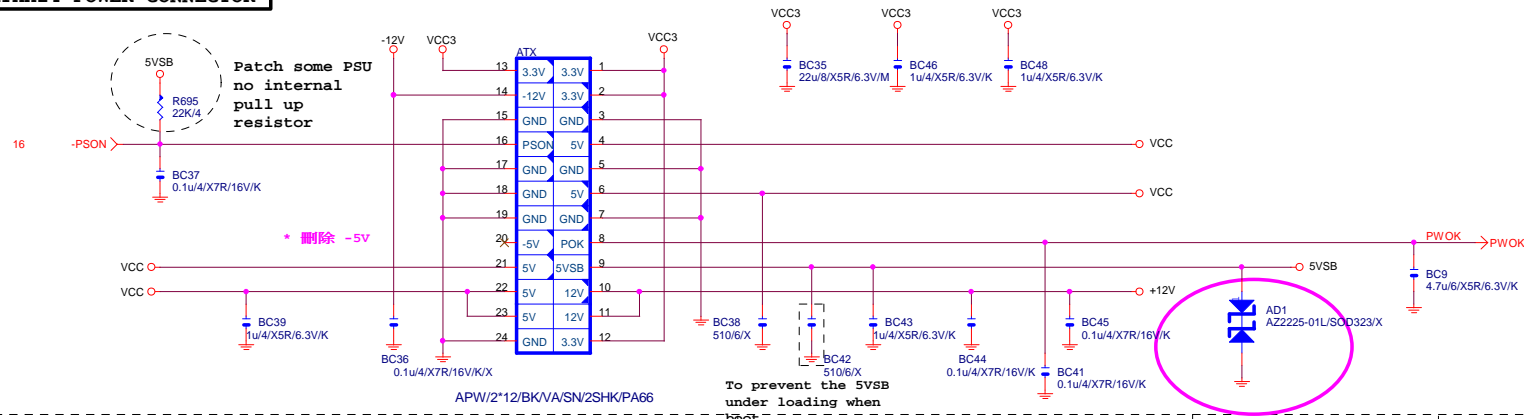 5VSB
R695
22K/4
Patch some PSU
no internal
pull up
resistor
16
-PSON
BC37
0.1u/4/X7R/16V/K
* 刪除 -5V
VCC
VCC
BC39
1u/4/X5R/6.3V/K
-12V
VCC3
VCC3
ATX
13 3.3V 3.3V 1
14 -12V 3.3V 2
15 GND GND 3
16 PSON 5V 4
17 GND GND 5
18 GND 5V 6
19 GND GND 7
20 -5V POK 8
21 5V 5VSB 9
22 5V 12V 10
23 5V 12V 11
24 GND 3.3V 12
BC36
0.1u/4/X7R/16V/K/X
APW/2*12/BK/VA/SN/2SHK/PA66
VCC3
BC35
22u/8/X5R/6.3V/M
VCC3
BC46
1u/4/X5R/6.3V/K
VCC3
BC48
1u/4/X5R/6.3V/K
VCC
VCC
PWOK
PWOK
5VSB
+12V
BC38
510/6/X
BC42
510/6/X
BC43
1u/4/X5R/6.3V/K
BC44
0.1u/4/X7R/16V/K
BC45
0.1u/4/X7R/16V/K
BC41
0.1u/4/X7R/16V/K
AD1
AZ2225-01L/SOD323/X
BC9
4.7u/6/X5R/6.3V/K
To prevent the 5VSB
under loading when